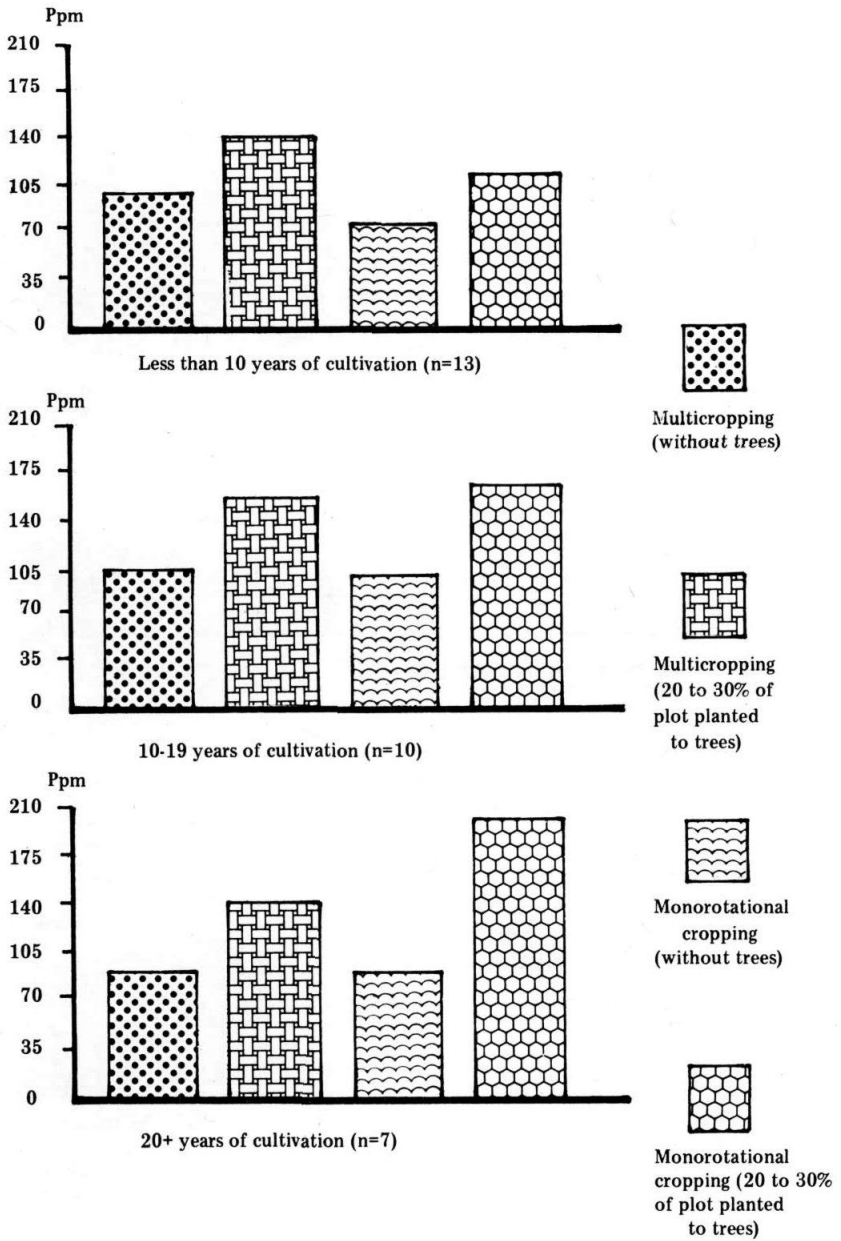 Ppm
210
175
140
105
70
35
0
Less than 10 years of cultivation (n=13)
Ppm
210
175
140
105
70
35
0
10-19 years of cultivation (n=10)
Ppm
210
175
140
105
70
35
0
20+ years of cultivation (n=7)
Multicropping
(without trees)
Multicropping
(20 to 30% of
plot planted
to trees)
Monorotational
cropping
(without trees)
Monorotational
cropping (20 to 30%
of plot planted
to trees)